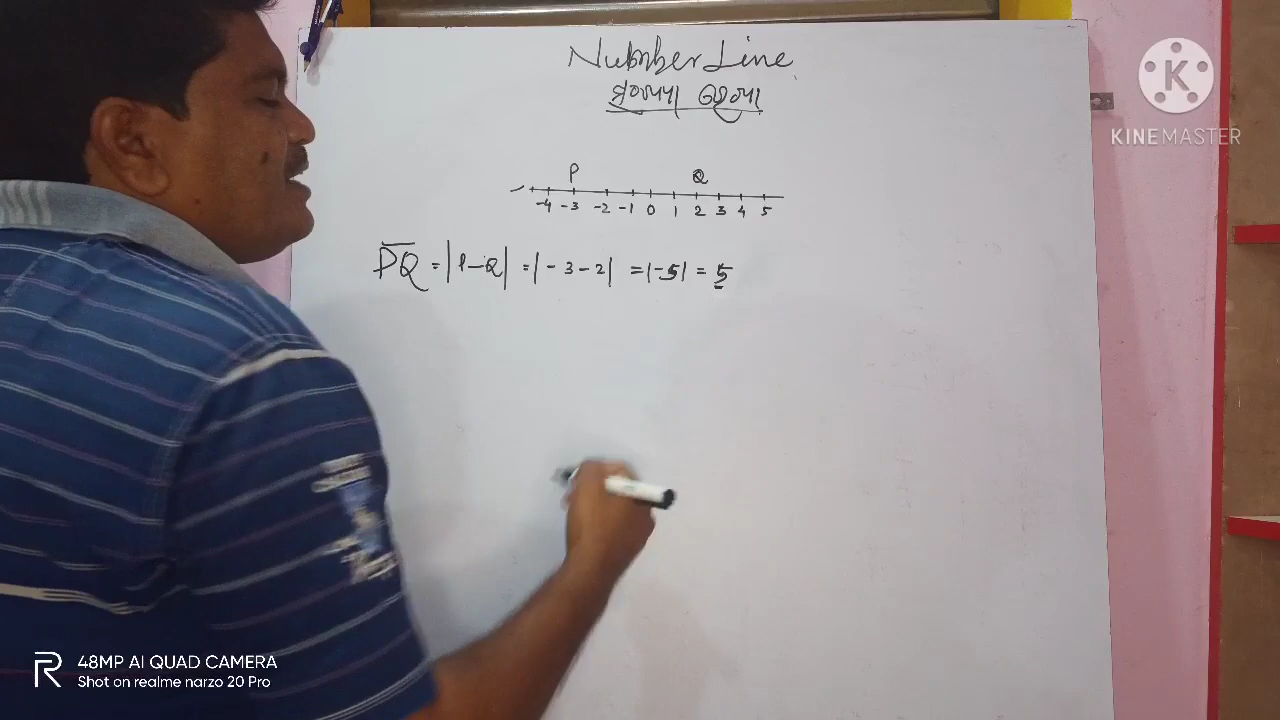 Number Line
ସଂଖ୍ୟା ରେଖା
P Q
-4 -3 -2 -1 0 1 2 3 4 5
PQ = |P-Q| = |-3-2| = |-5| = 5
K
KINEMASTER
R 48MP AI QUAD CAMERA
Shot on realme narzo 20 Pro